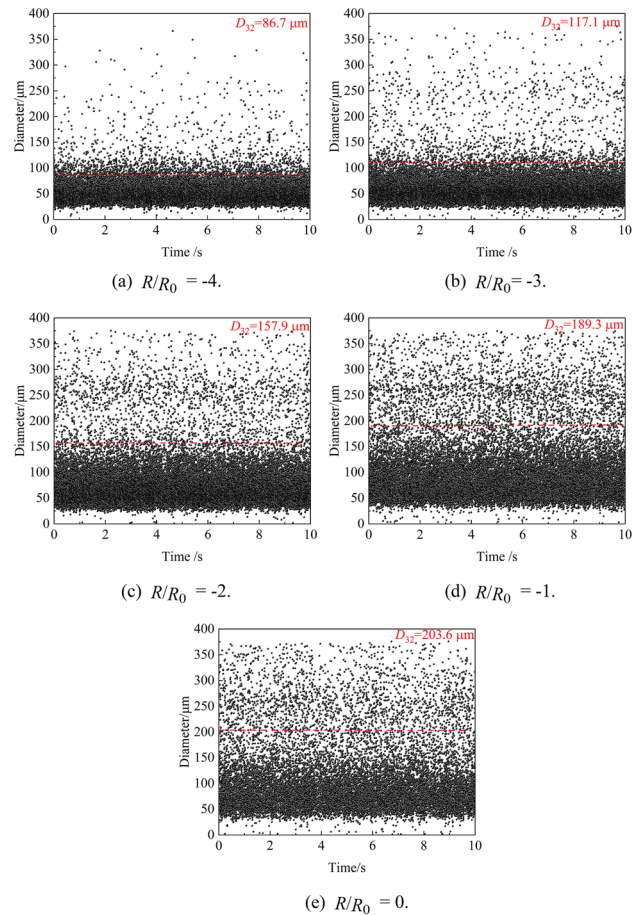 D32=86.7 μm
400
350
300
250
200
150
100
50
0
Diameter/μm
0 2 4 6 8 10
Time /s
(a) R/R0 = -4.
D32=117.1 μm
400
350
300
250
200
150
100
50
0
Diameter/μm
0 2 4 6 8 10
Time /s
(b) R/R0= -3.
D32=157.9 μm
400
350
300
250
200
150
100
50
0
Diameter/μm
0 2 4 6 8 10
Time /s
(c) R/R0 = -2.
D32=189.3 μm
400
350
300
250
200
150
100
50
0
Diameter/μm
0 2 4 6 8 10
Time /s
(d) R/R0 = -1.
D32=203.6 μm
400
350
300
250
200
150
100
50
0
Diameter/μm
0 2 4 6 8 10
Time/s
(e) R/R0 = 0.